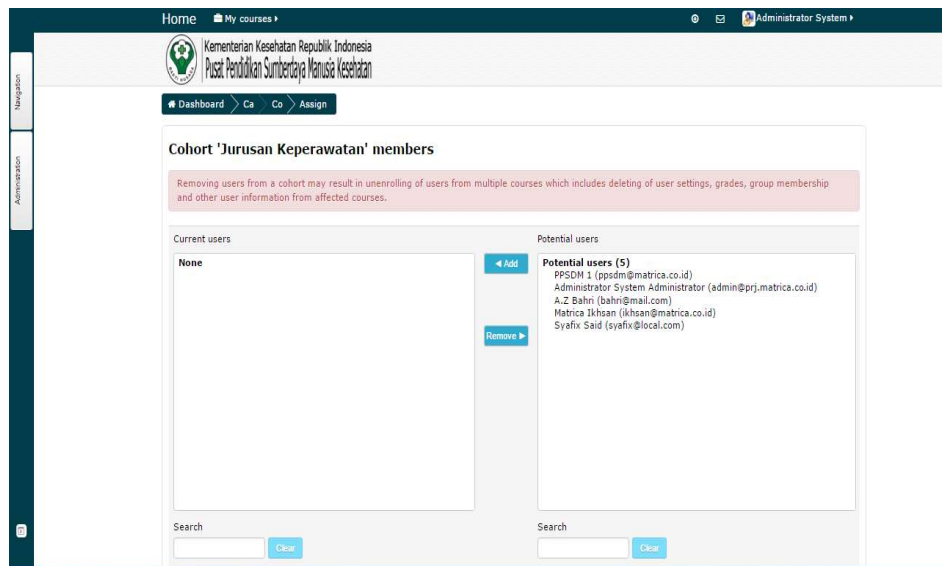 Home My courses
Administrator System
Kementerian Kesehatan Republik Indonesia
Pusat Pendidikan Sumberdaya Manusia Kesehatan
Navigation
Administration
Dashboard Ca Co Assign
Cohort 'Jurusan Keperawatan' members
Removing users from a cohort may result in unenrolling of users from multiple courses which includes deleting of user settings, grades, group membership
and other user information from affected courses.
Current users
None
◄ Add
Remove ►
Potential users
Potential users (5)
PPSDM 1 (ppsdm@matrica.co.id)
Administrator System Administrator (admin@prj.matrica.co.id)
A.Z Bahri (bahri@mail.com)
Matrica Ikhsan (ikhsan@matrica.co.id)
Syafix Said (syafix@local.com)
Search
Clear
Search
Clear